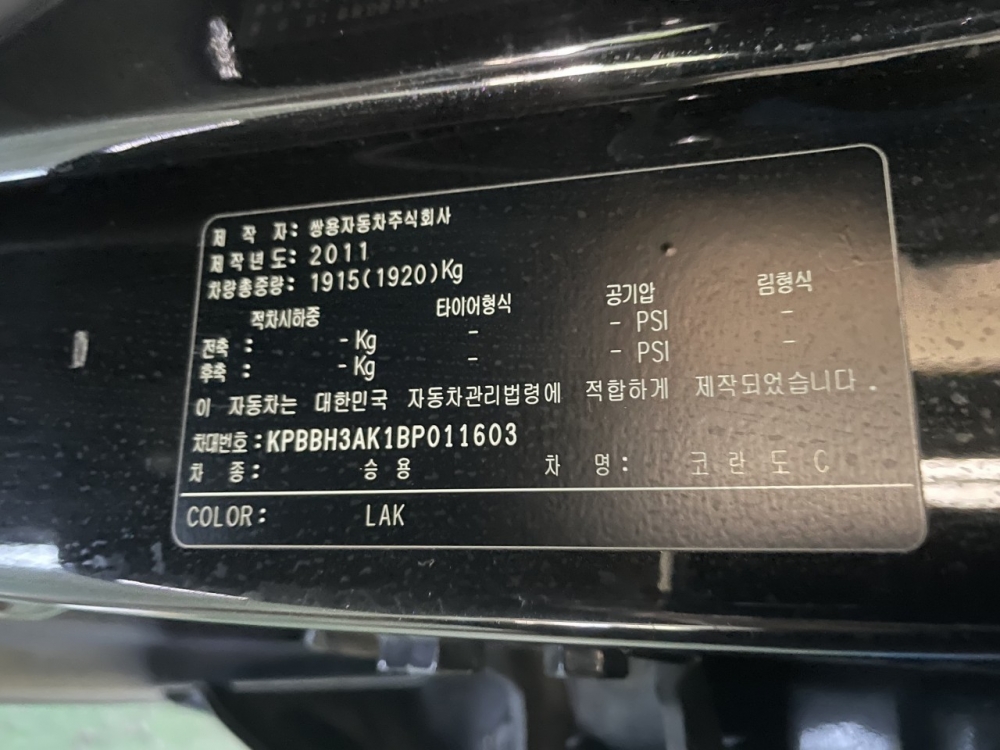 제 작 자: 쌍용자동차주식회사
제작년도: 2011
차량총중량: 1915(1920)Kg
적차시하중 타이어형식 공기압 림형식
전축 : -Kg - - PSI -
후축 : -Kg - - PSI -
이 자동차는 대한민국 자동차관리법령에 적합하게 제작되었습니다.
차대번호:KPBBH3AK1BP011603
차 종: 승용 차 명: 코란도C
COLOR: LAK